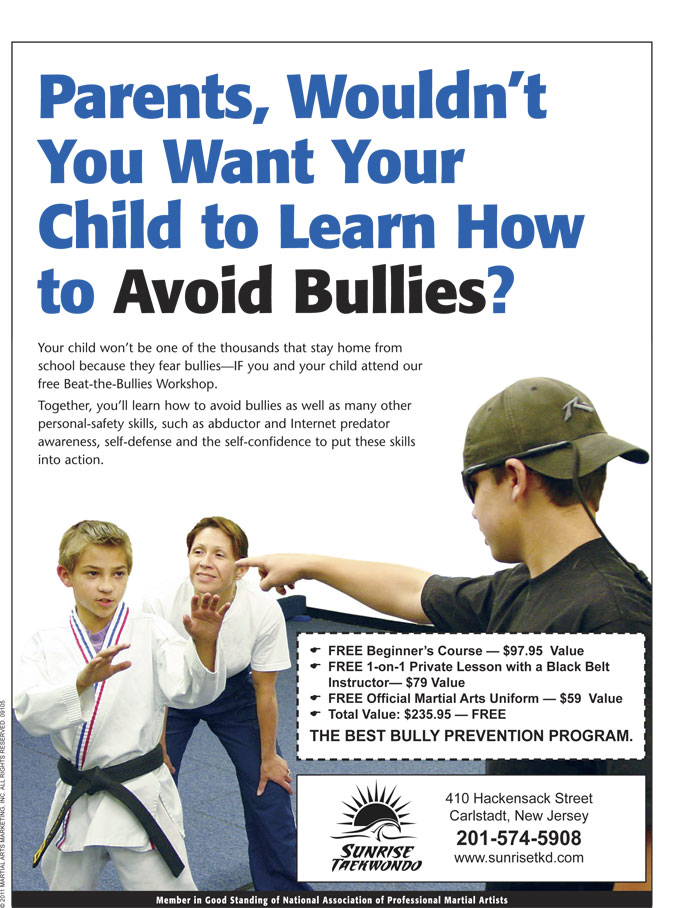 Parents, Wouldn't
You Want Your
Child to Learn How
to Avoid Bullies?
Your child won't be one of the thousands that stay home from
school because they fear bullies—IF you and your child attend our
free Beat-the-Bullies Workshop.
Together, you'll learn how to avoid bullies as well as many other
personal-safety skills, such as abductor and Internet predator
awareness, self-defense and the self-confidence to put these skills
into action.
FREE Beginner's Course — $97.95 Value
FREE 1-on-1 Private Lesson with a Black Belt
Instructor— $79 Value
FREE Official Martial Arts Uniform — $59 Value
Total Value: $235.95 — FREE
THE BEST BULLY PREVENTION PROGRAM.
SUNRISE
TAEKWONDO
410 Hackensack Street
Carlstadt, New Jersey
201-574-5908
www.sunrisetkd.com
Member in Good Standing of National Association of Professional Martial Artists
© 2011 MARTIAL ARTS MARKETING, INC. ALL RIGHTS RESERVED. 09105